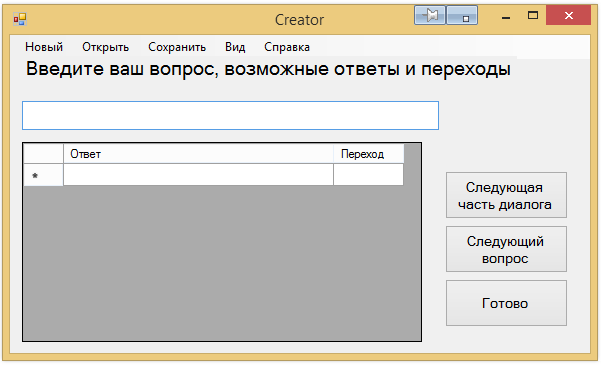 Creator
Новый Открыть Сохранить Вид Справка
Введите ваш вопрос, возможные ответы и переходы
Ответ Переход
*
Следующая
часть диалога
Следующий
вопрос
Готово